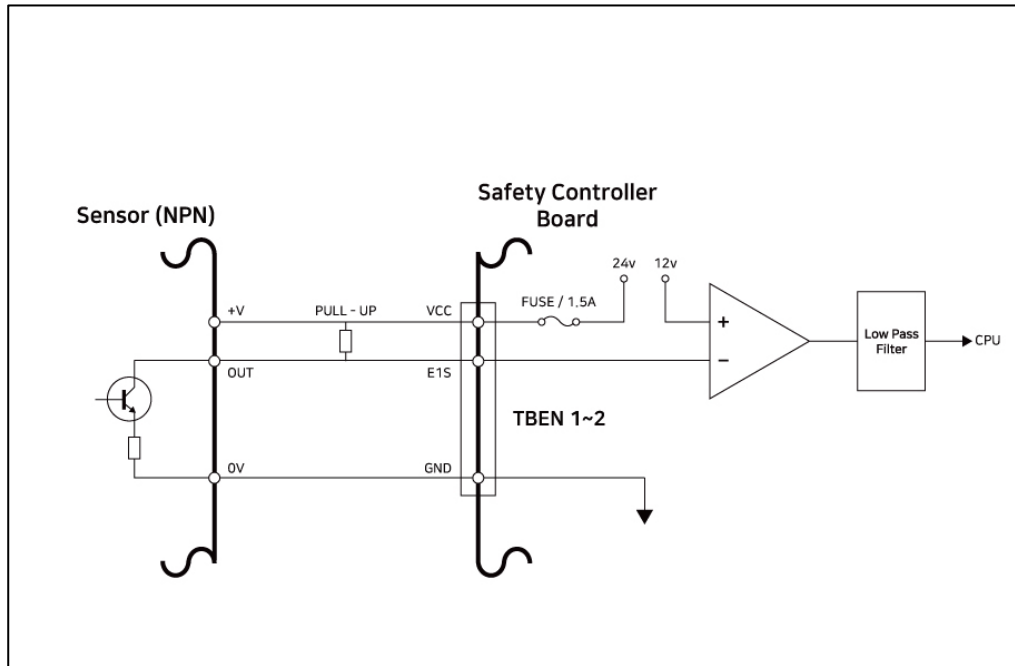 Safety Controller
Board
Sensor (NPN)
24v
12v
+V
PULL - UP
VCC
FUSE / 1.5A
+
Low Pass
Filter
CPU
−
OUT
E1S
TBEN 1~2
0V
GND